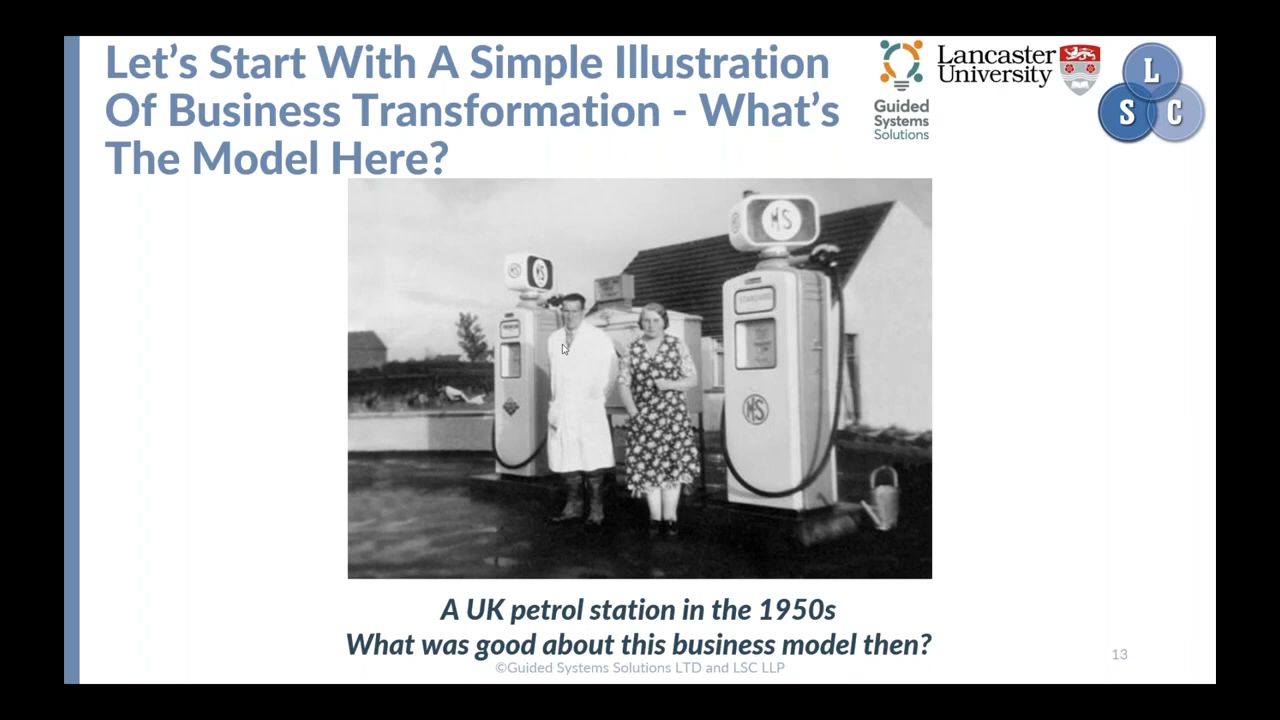 Let's Start With A Simple Illustration
Of Business Transformation - What's
The Model Here?
Guided
Systems
Solutions
Lancaster
University
L
S C
MS
MS
STANDARD
MS
A UK petrol station in the 1950s
What was good about this business model then?
©Guided Systems Solutions LTD and LSC LLP
13